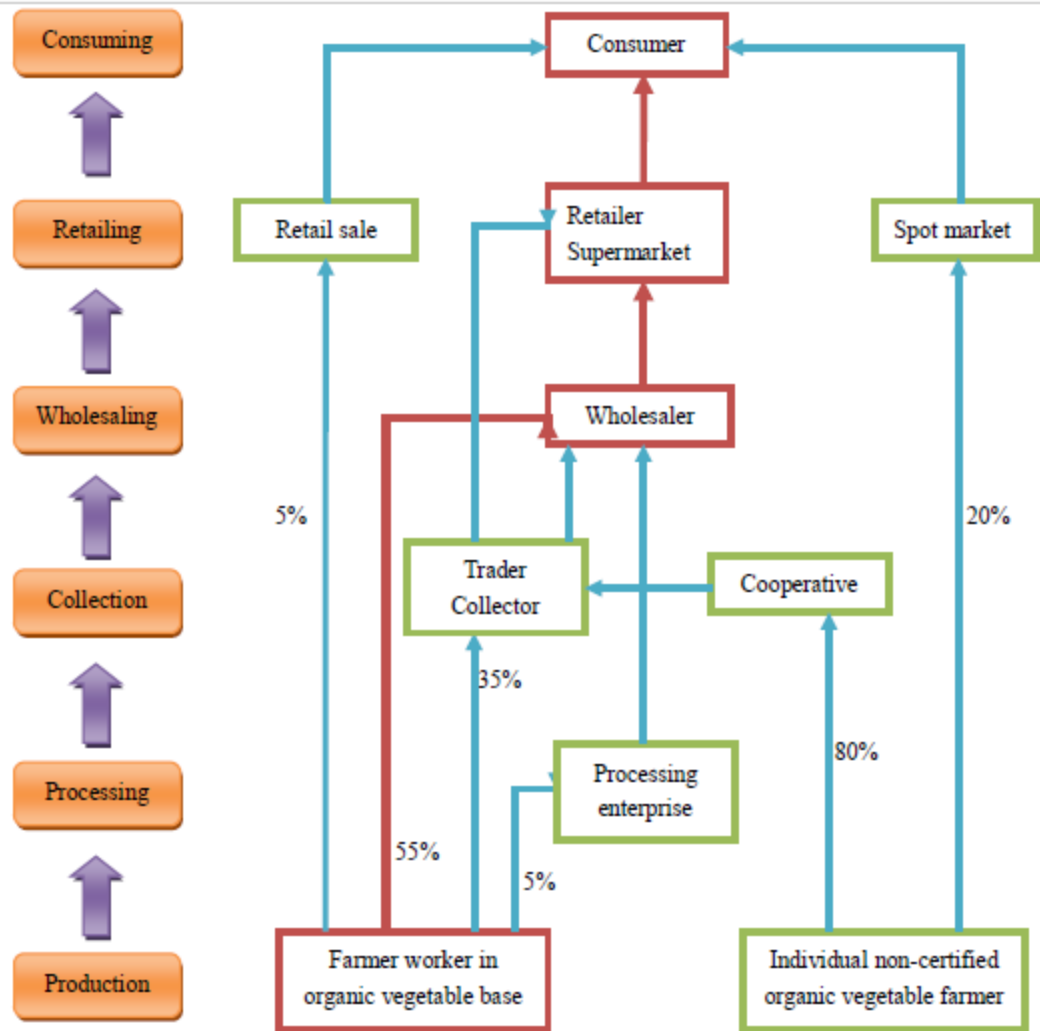 Consuming
Consumer
Retailing
Retail sale
Retailer
Supermarket
Spot market
Wholesaling
Wholesaler
5%
20%
Collection
Trader
Collector
Cooperative
35%
80%
Processing
Processing
enterprise
55%
5%
Production
Farmer worker in
organic vegetable base
Individual non-certified
organic vegetable farmer